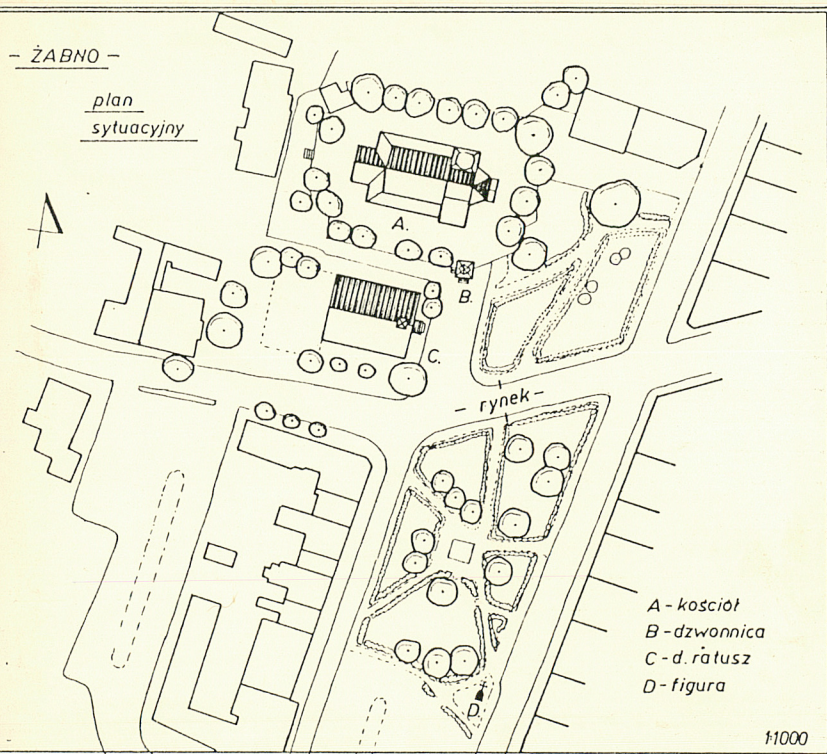 - ŻABNO -
plan
sytuacyjny
A.
B.
C.
- rynek -
D.
A - kościół
B - dzwonnica
C - d. ratusz
D - figura
1:1000